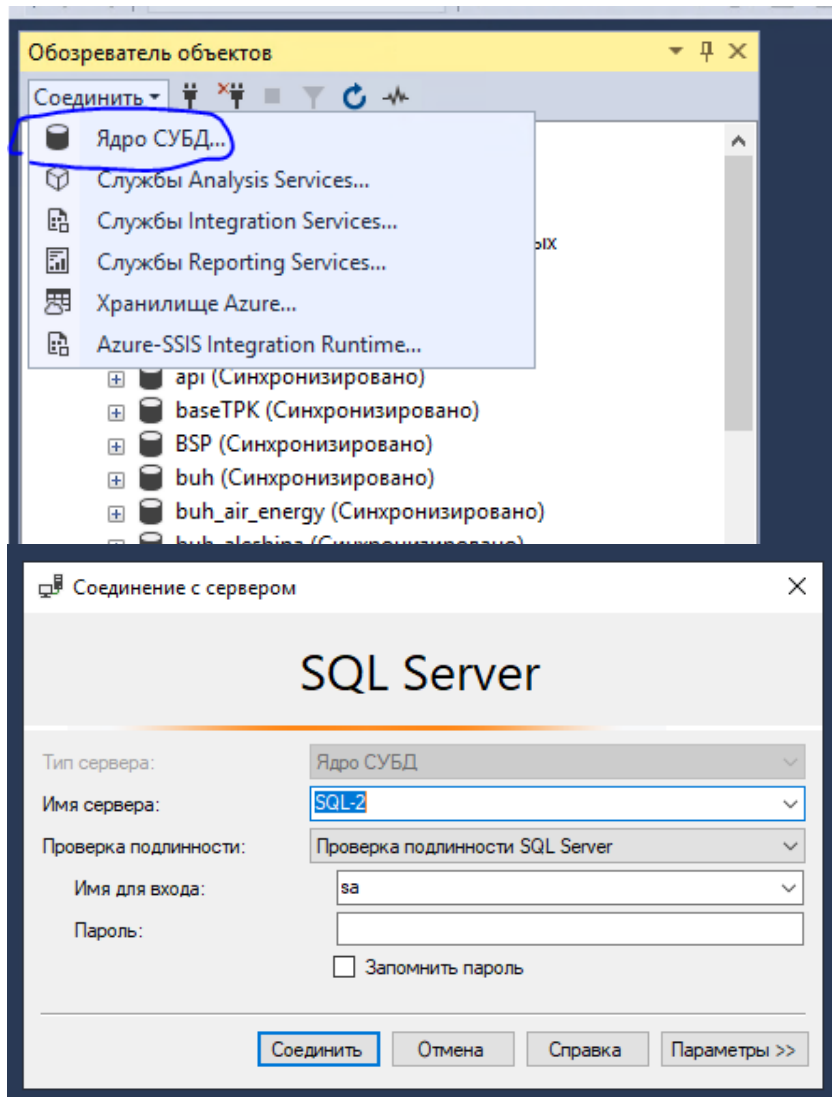 Обозреватель объектов
Соединить
Ядро СУБД...
Службы Analysis Services...
Службы Integration Services...
ых
Службы Reporting Services...
Хранилище Azure...
Azure-SSIS Integration Runtime...
api (Синхронизировано)
baseTPK (Синхронизировано)
BSP (Синхронизировано)
buh (Синхронизировано)
buh_air_energy (Синхронизировано)
Соединение с сервером
SQL Server
Тип сервера:
Ядро СУБД
Имя сервера:
SQL-2
Проверка подлинности:
Проверка подлинности SQL Server
Имя для входа:
sa
Пароль:
Запомнить пароль
Соединить
Отмена
Справка
Параметры >>